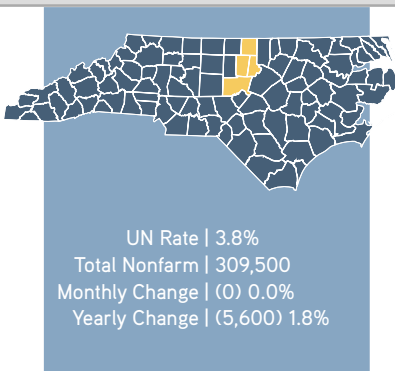 UN Rate | 3.8%
Total Nonfarm | 309,500
Monthly Change | (0) 0.0%
Yearly Change | (5,600) 1.8%